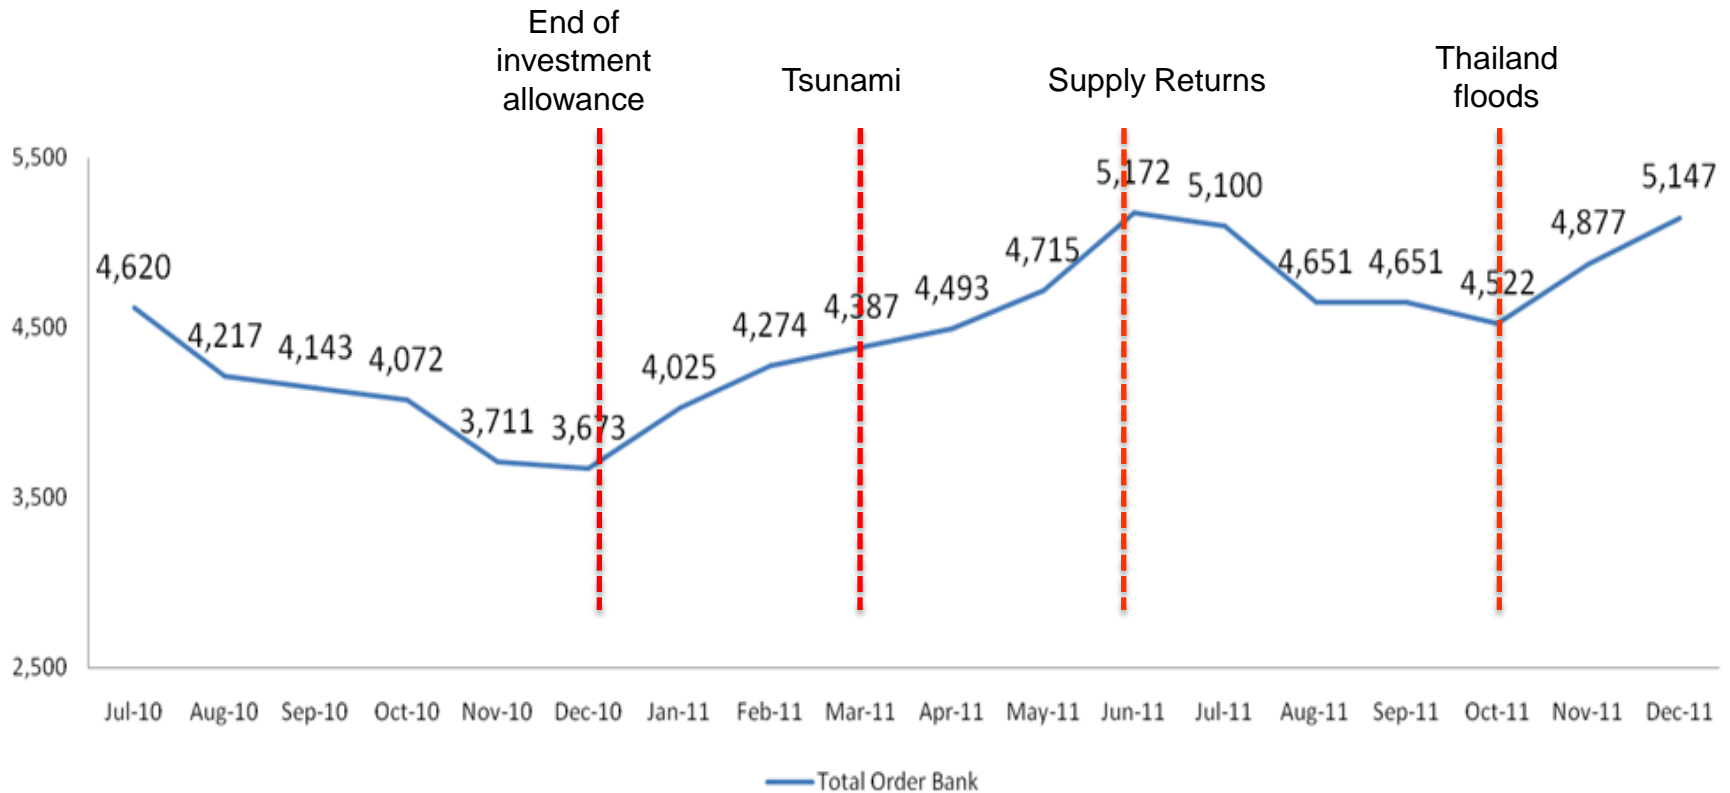 End of
investment
allowance
Tsunami
Supply Returns
Thailand
floods
5,500
4,500
3,500
2,500
4,620
4,217
4,143
4,072
3,711
3,673
4,025
4,274
4,387
4,493
4,715
5,172
5,100
4,651
4,651
4,522
4,877
5,147
Jul-10 Aug-10 Sep-10 Oct-10 Nov-10 Dec-10 Jan-11 Feb-11 Mar-11 Apr-11 May-11 Jun-11 Jul-11 Aug-11 Sep-11 Oct-11 Nov-11 Dec-11
Total Order Bank